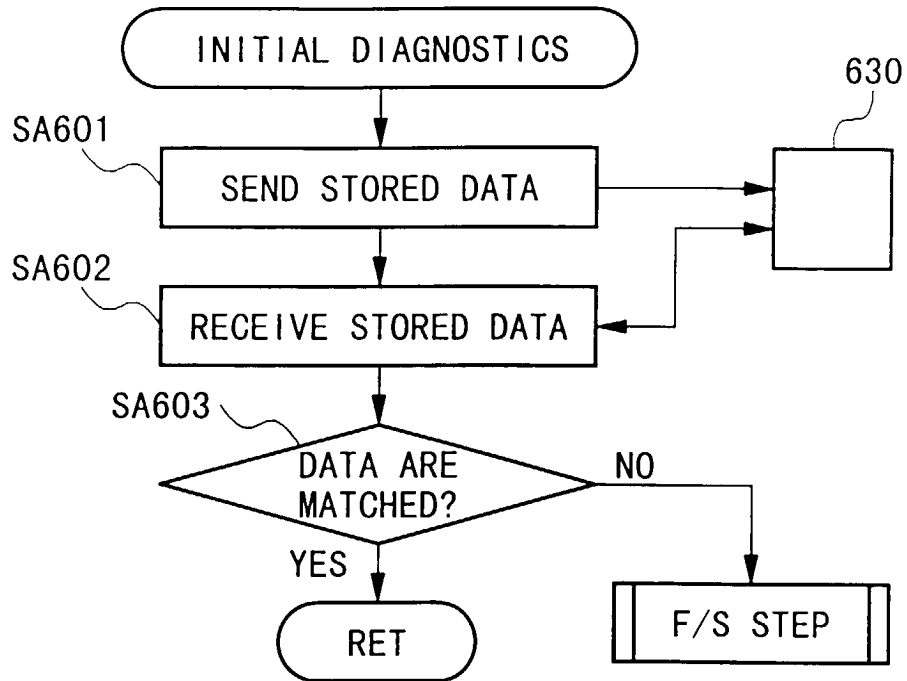 INITIAL DIAGNOSTICS
630
SA601
SEND STORED DATA
SA602
RECEIVE STORED DATA
SA603
DATA ARE
MATCHED?
NO
YES
RET
F/S STEP